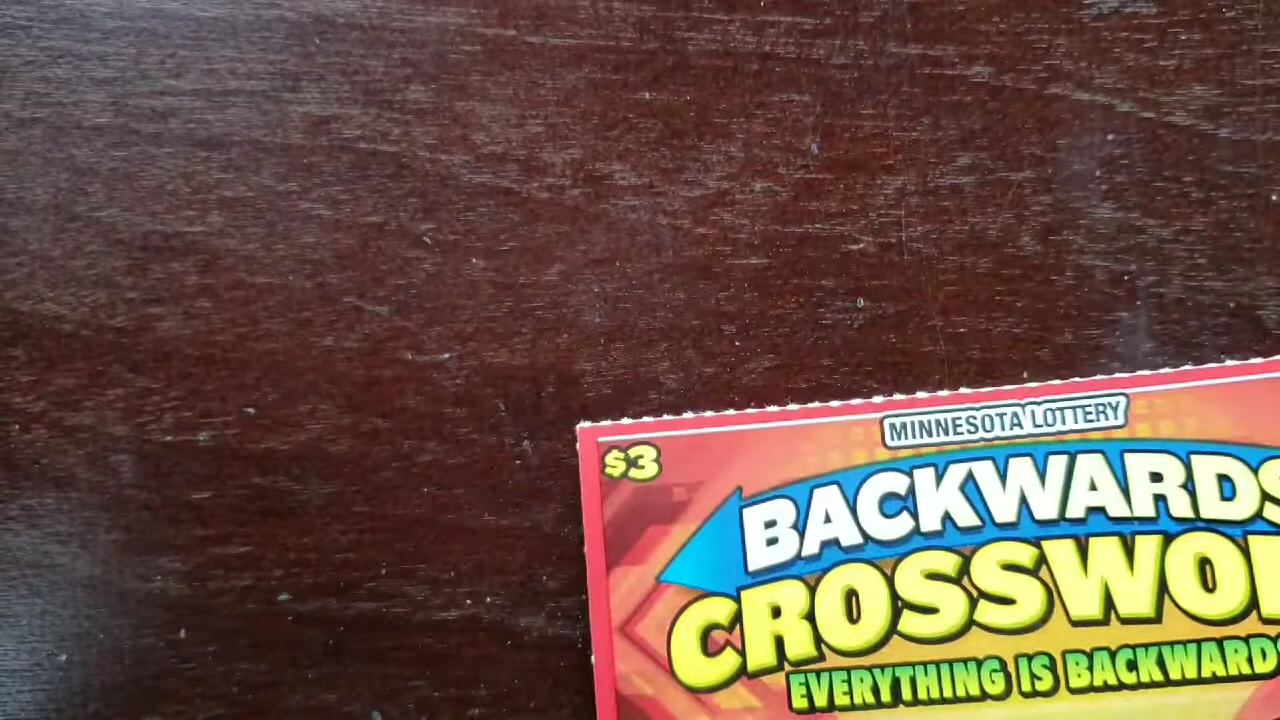 MINNESOTA LOTTERY
$3
BACKWARDS
CROSSWO
EVERYTHING IS BACKWARDS